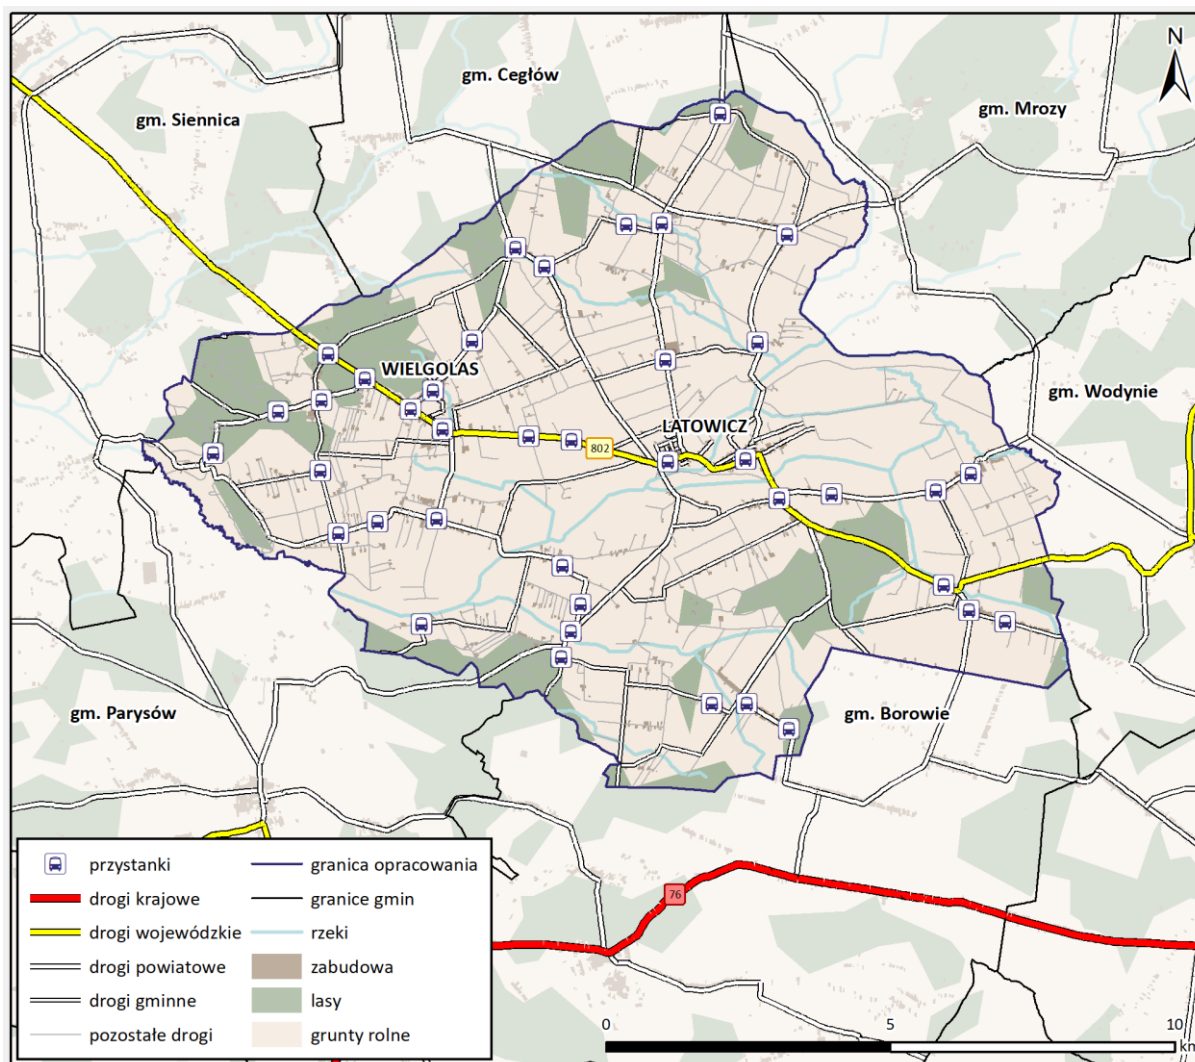 gm. Cegłów
N
gm. Siennica
gm. Mrozy
WIELGOLAS
gm. Wodynie
LATOWICZ
802
gm. Parysów
gm. Borowie
76
przystanki
drogi krajowe
drogi wojewódzkie
drogi powiatowe
drogi gminne
pozostałe drogi
granica opracowania
granice gmin
rzeki
zabudowa
lasy
grunty rolne
0 5 10
km